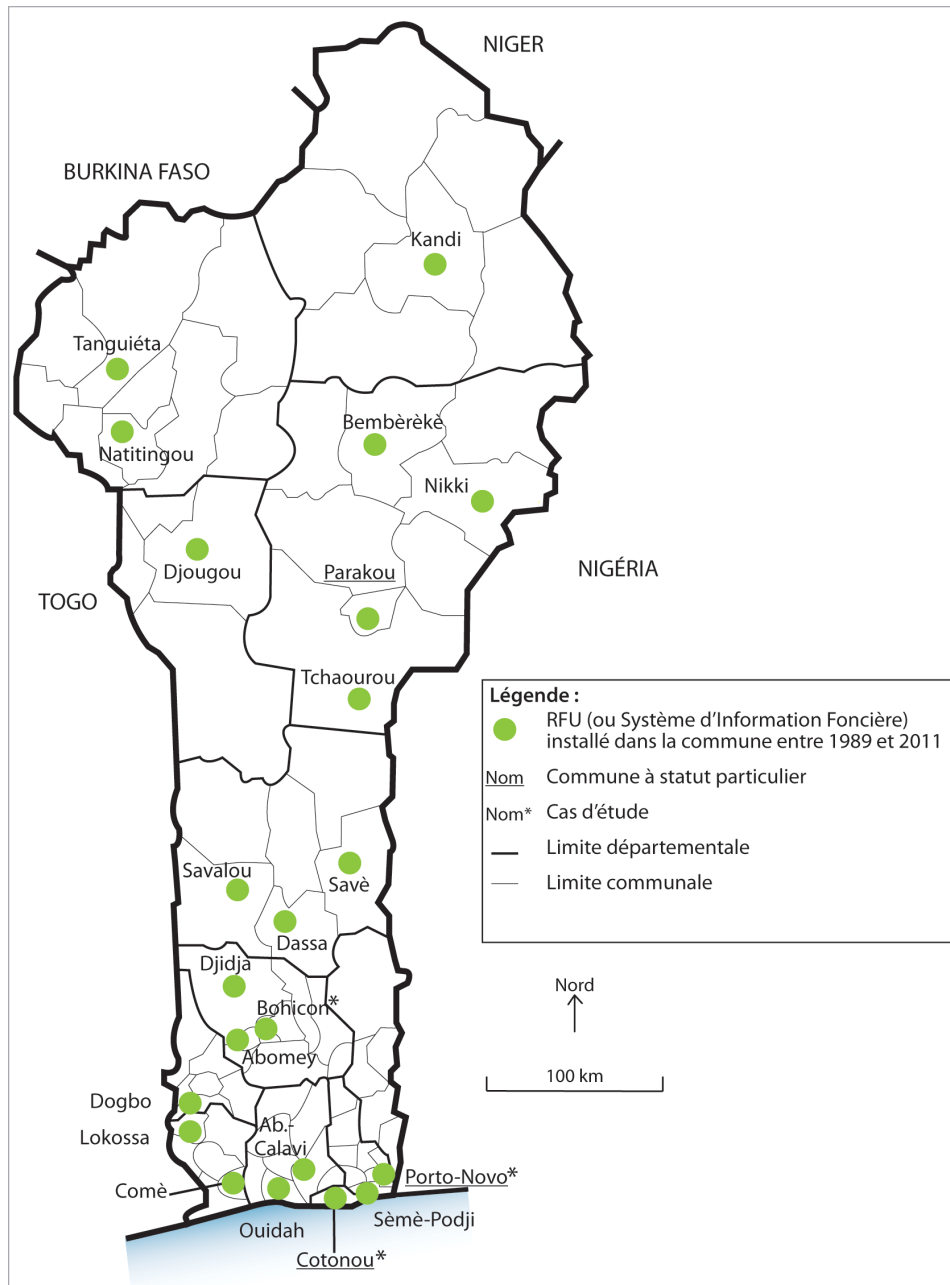 NIGER
BURKINA FASO
Kandi
Tanguiéta
Bembèrèkè
Natitingou
Nikki
Djougou
Parakou
NIGÉRIA
TOGO
Tchaourou
Légende :
RFU (ou Système d'Information Foncière)
installé dans la commune entre 1989 et 2011
Nom Commune à statut particulier
Nom* Cas d'étude
Limite départementale
Limite communale
Savalou
Savè
Dassa
Djidja
Nord
Bohicon*
Abomey
100 km
Dogbo
Ab.-
Calavi
Lokossa
Porto-Novo*
Comè
Sèmè-Podji
Ouidah
Cotonou*